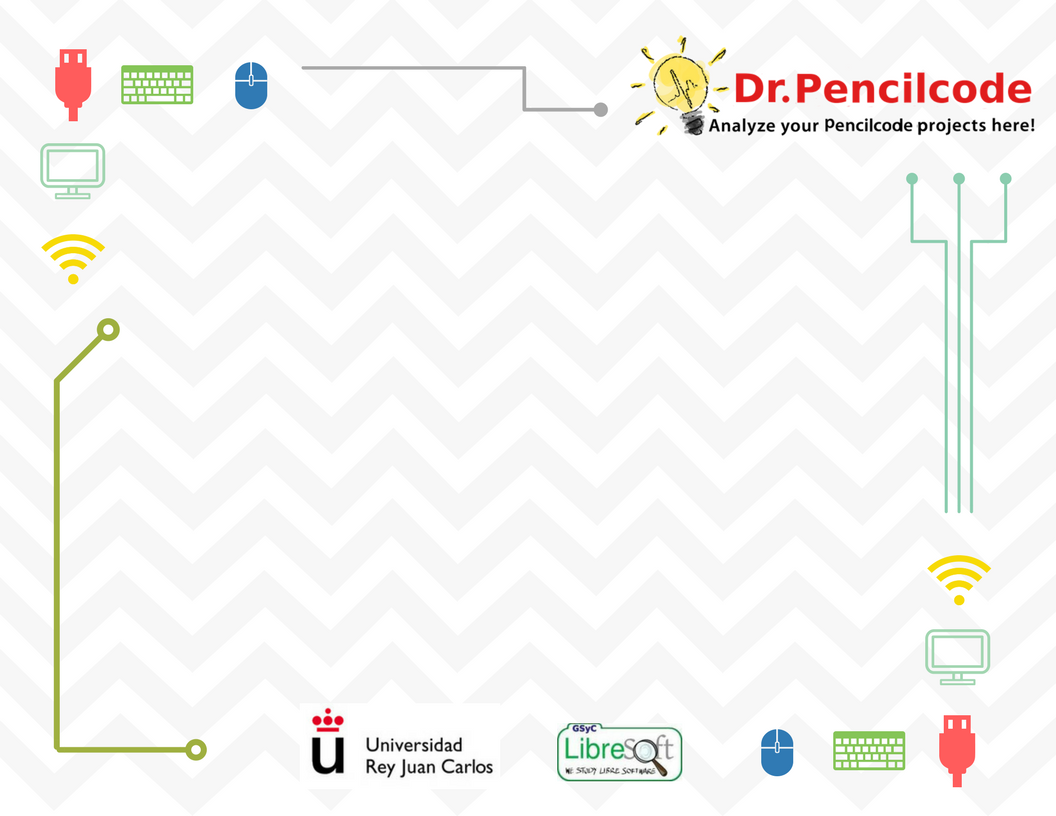 Dr.Pencilcode
Analyze your Pencilcode projects here!
Universidad
Rey Juan Carlos
GSyC
LibreSoft
WE STUDY LIBRE SOFTWARE